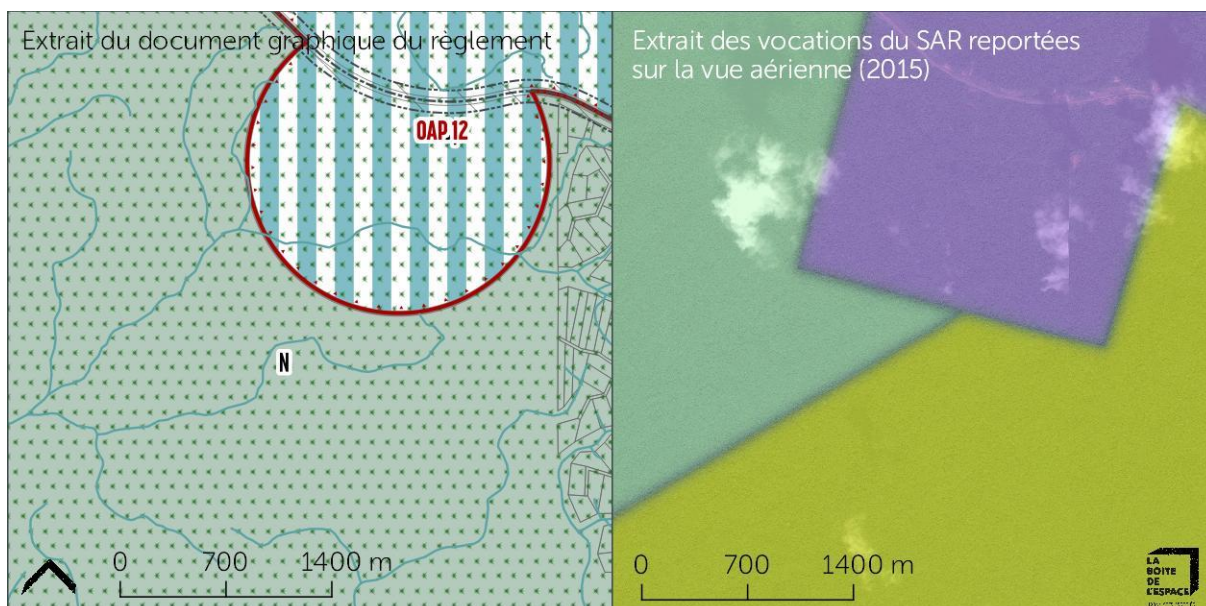 Extrait du document graphique du règlement
OAP.12
N
0 700 1400 m
Extrait des vocations du SAR reportées
sur la vue aérienne (2015)
0 700 1400 m
LA
BOITE
DE
L'ESPACE